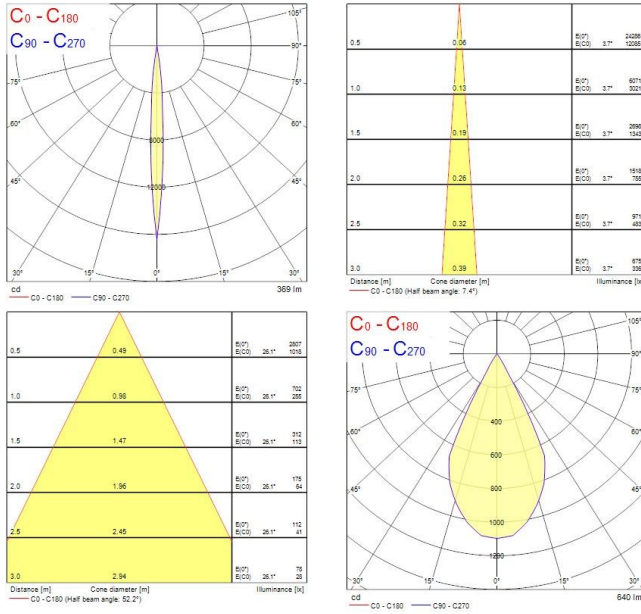 C0 - C180
C90 - C270
105°
90°
75°
75°
60°
60°
45°
45°
8000
12000
30°
15°
0°
15°
30°
cd
369 lm
C0 - C180
C90 - C270
0.5
0.06
E(0°)
E(C0) 3.7° 12085
1.0
0.13
E(0°) 6071
E(C0) 3.7° 3021
1.5
0.19
E(0°) 2698
E(C0) 3.7° 1343
2.0
0.26
E(0°) 1518
E(C0) 3.7° 755
2.5
0.32
E(0°) 971
E(C0) 3.7° 483
3.0
0.39
E(0°) 675
E(C0) 3.7° 336
Distance [m]
Cone diameter [m]
Illuminance [lx]
C0 - C180 (Half beam angle: 7.4°)
0.5
0.49
E(0°) 2807
E(C0) 26.1° 1018
1.0
0.98
E(0°) 702
E(C0) 26.1° 255
1.5
1.47
E(0°) 312
E(C0) 26.1° 113
2.0
1.96
E(0°) 175
E(C0) 26.1° 64
2.5
2.45
E(0°) 112
E(C0) 26.1° 41
3.0
2.94
E(0°) 78
E(C0) 26.1° 28
Distance [m]
Cone diameter [m]
Illuminance [lx]
C0 - C180 (Half beam angle: 52.2°)
C0 - C180
C90 - C270
105°
90°
75°
75°
60°
60°
45°
45°
400
600
800
1000
1200
30°
15°
0°
15°
30°
cd
640 lm
C0 - C180
C90 - C270